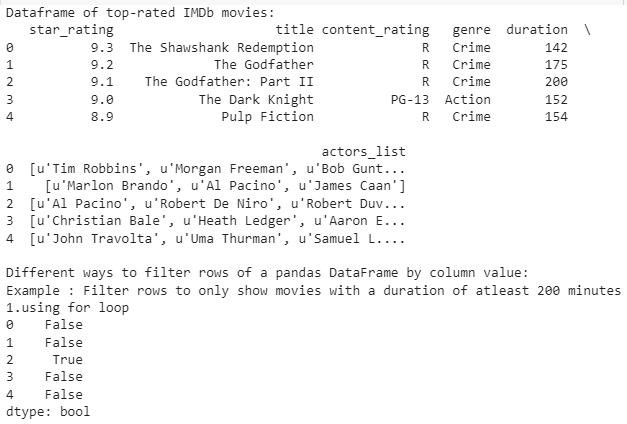 Dataframe of top-rated IMDb movies:
star_rating title content_rating genre duration \
0 9.3 The Shawshank Redemption R Crime 142
1 9.2 The Godfather R Crime 175
2 9.1 The Godfather: Part II R Crime 200
3 9.0 The Dark Knight PG-13 Action 152
4 8.9 Pulp Fiction R Crime 154
actors_list
0 [u'Tim Robbins', u'Morgan Freeman', u'Bob Gunt...
1 [u'Marlon Brando', u'Al Pacino', u'James Caan']
2 [u'Al Pacino', u'Robert De Niro', u'Robert Duv...
3 [u'Christian Bale', u'Heath Ledger', u'Aaron E...
4 [u'John Travolta', u'Uma Thurman', u'Samuel L....
Different ways to filter rows of a pandas DataFrame by column value:
Example : Filter rows to only show movies with a duration of atleast 200 minutes
1.using for loop
0 False
1 False
2 True
3 False
4 False
dtype: bool